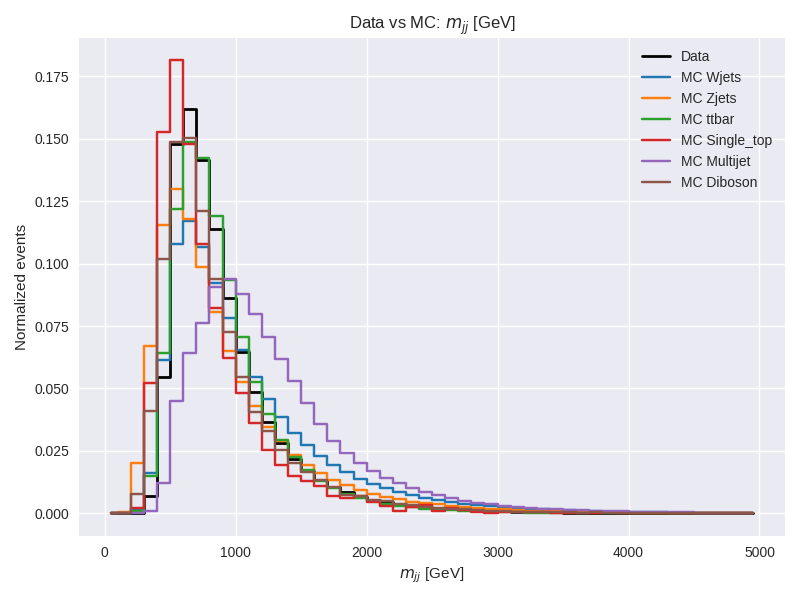 Data vs MC: m_jj [GeV]
Normalized events
0.175
0.150
0.125
0.100
0.075
0.050
0.025
0.000
0
1000
2000
3000
4000
5000
m_jj [GeV]
Data
MC Wjets
MC Zjets
MC ttbar
MC Single_top
MC Multijet
MC Diboson